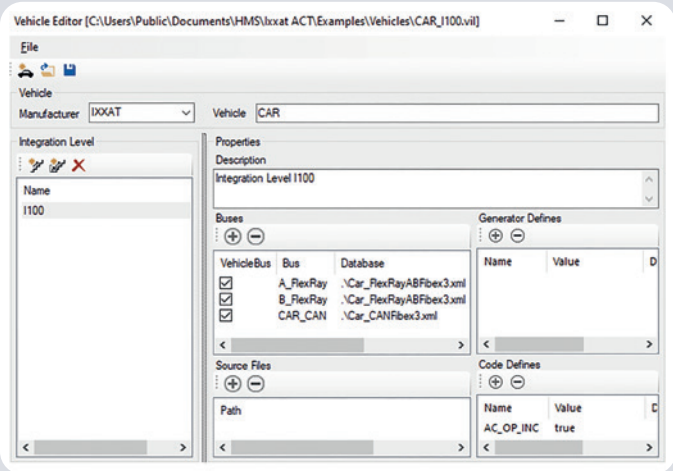 Vehicle Editor [C:\Users\Public\Documents\HMS\Ixxat ACT\Examples\Vehicles\CAR_I100.vil]
File
Vehicle
Manufacturer IXXAT Vehicle CAR
Integration Level
Name
I100
Properties
Description
Integration Level I100
Buses
VehicleBus Bus Database
A_FlexRay .\Car_FlexRayABFibex3.xml
B_FlexRay .\Car_FlexRayABFibex3.xml
CAR_CAN .\Car_CANFibex3.xml
Generator Defines
Name Value D
Source Files
Path
Code Defines
Name Value D
AC_OP_INC true